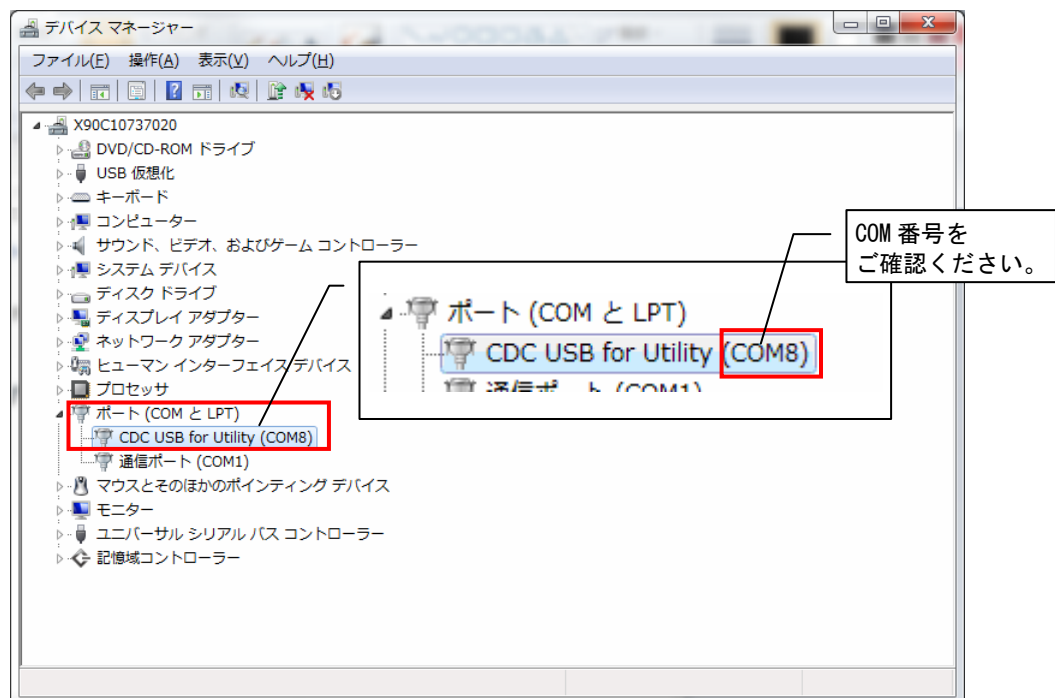 デバイス マネージャー
ファイル(F) 操作(A) 表示(V) ヘルプ(H)
X90C10737020
DVD/CD-ROM ドライブ
USB 仮想化
キーボード
コンピューター
サウンド、ビデオ、およびゲーム コントローラー
システム デバイス
ディスク ドライブ
ディスプレイ アダプター
ネットワーク アダプター
ヒューマン インターフェイス デバイス
プロセッサ
ポート (COM と LPT)
CDC USB for Utility (COM8)
通信ポート (COM1)
マウスとそのほかのポインティング デバイス
モニター
ユニバーサル シリアル バス コントローラー
記憶域コントローラー
ポート (COM と LPT)
CDC USB for Utility (COM8)
通信ポート (COM1)
COM 番号を
ご確認ください。